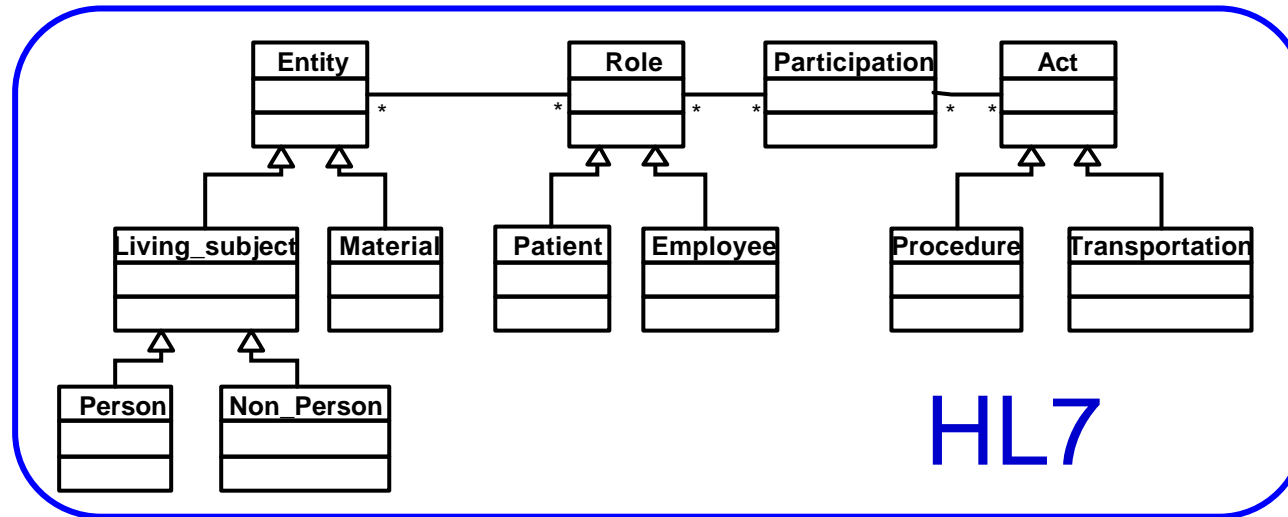 Entity
Role
Participation
Act
* * * * * *
Living_subject
Material
Patient
Employee
Procedure
Transportation
Person
Non_Person
HL7